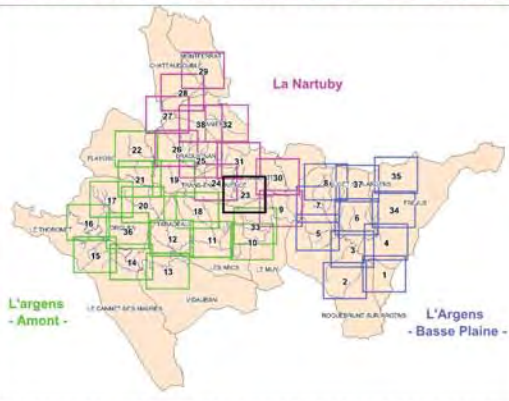 MONTFERRAT
CHATEAUDOUBLE
29
La Nartuby
28
27
38
32
22
26
DRAGUIGNAN
25
31
FLAYOSC
21
19
24
30
8
37
35
17
20
23
7
34
18
9
6
LE THORONET
16
36
LORGUES
TARADEAU
33
5
4
12
11
10
3
15
14
13
LES ARCS
LE MUY
2
1
L'argens
- Amont -
LE CANNET-DES-MAURES
VIDAUBAN
ROQUEBRUNE-SUR-ARGENS
L'Argens
- Basse Plaine -